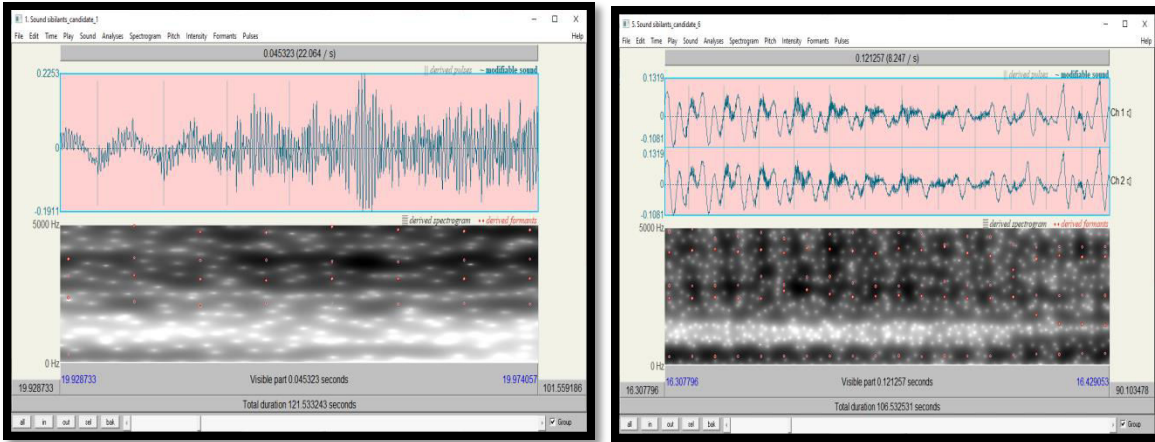 1. Sound sibilants_candidate_1
File Edit Time Play Sound Analyses Spectrogram Pitch Intensity Formants Pulses Help
0.045323 (22.064 / s)
derived pulses ~ modifiable sound
0.2253
0
-0.1911
derived spectrogram •• derived formants
5000 Hz
0 Hz
19.928733 Visible part 0.045323 seconds 19.974057
19.928733 101.559186
Total duration 121.533243 seconds
all in out sel bak Group
5. Sound sibilants_candidate_6
File Edit Time Play Sound Analyses Spectrogram Pitch Intensity Formants Pulses Help
0.121257 (8.247 / s)
derived pulses ~ modifiable sound
0.1319
0 Ch 1
-0.1081
0.1319
0 Ch 2
-0.1081
derived spectrogram •• derived formants
5000 Hz
0 Hz
16.307796 Visible part 0.121257 seconds 16.429053
16.307796 90.103478
Total duration 106.532531 seconds
all in out sel bak Group